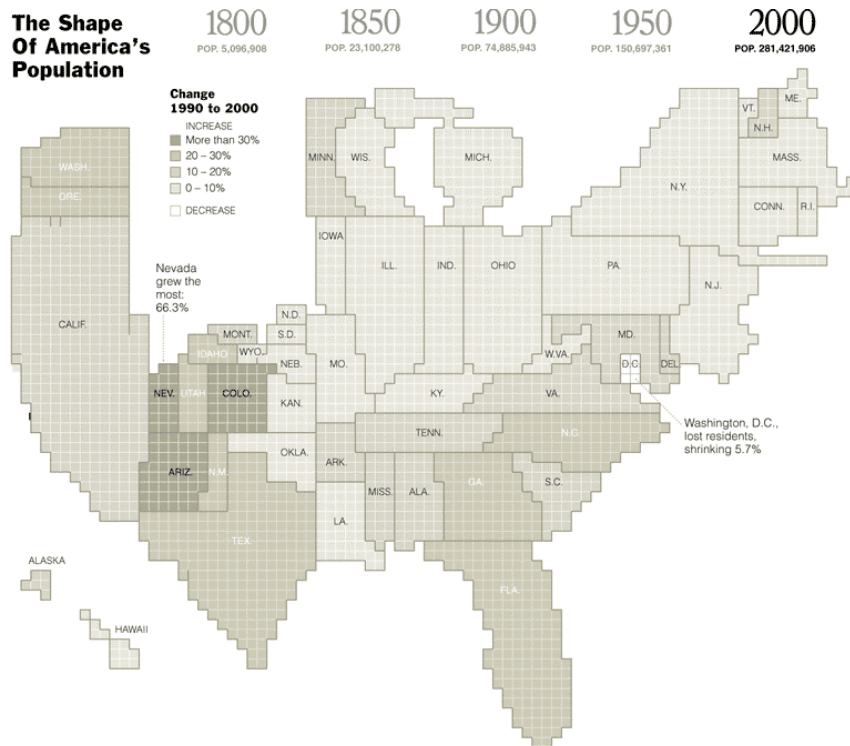 The Shape
Of America's
Population
1800
POP. 5,096,908
1850
POP. 23,100,278
1900
POP. 74,885,943
1950
POP. 150,697,361
2000
POP. 281,421,906
Change
1990 to 2000
INCREASE
More than 30%
20 – 30%
10 – 20%
0 – 10%
DECREASE
WASH.
ORE.
CALIF.
Nevada
grew the
most:
66.3%
MINN.
WIS.
MICH.
VT.
ME.
N.H.
MASS.
N.Y.
CONN.
R.I.
IOWA
ILL.
IND.
OHIO
PA.
N.J.
N.D.
MONT.
S.D.
IDAHO
WYO.
NEB.
MO.
W.VA.
MD.
D C
DEL.
NEV.
UTAH
COLO.
KAN.
KY.
VA.
Washington, D.C.,
lost residents,
shrinking 5.7%
TENN.
N.C.
OKLA.
ARK.
ARIZ.
N.M.
MISS.
ALA.
GA.
S.C.
LA.
TEX.
FLA.
ALASKA
HAWAII